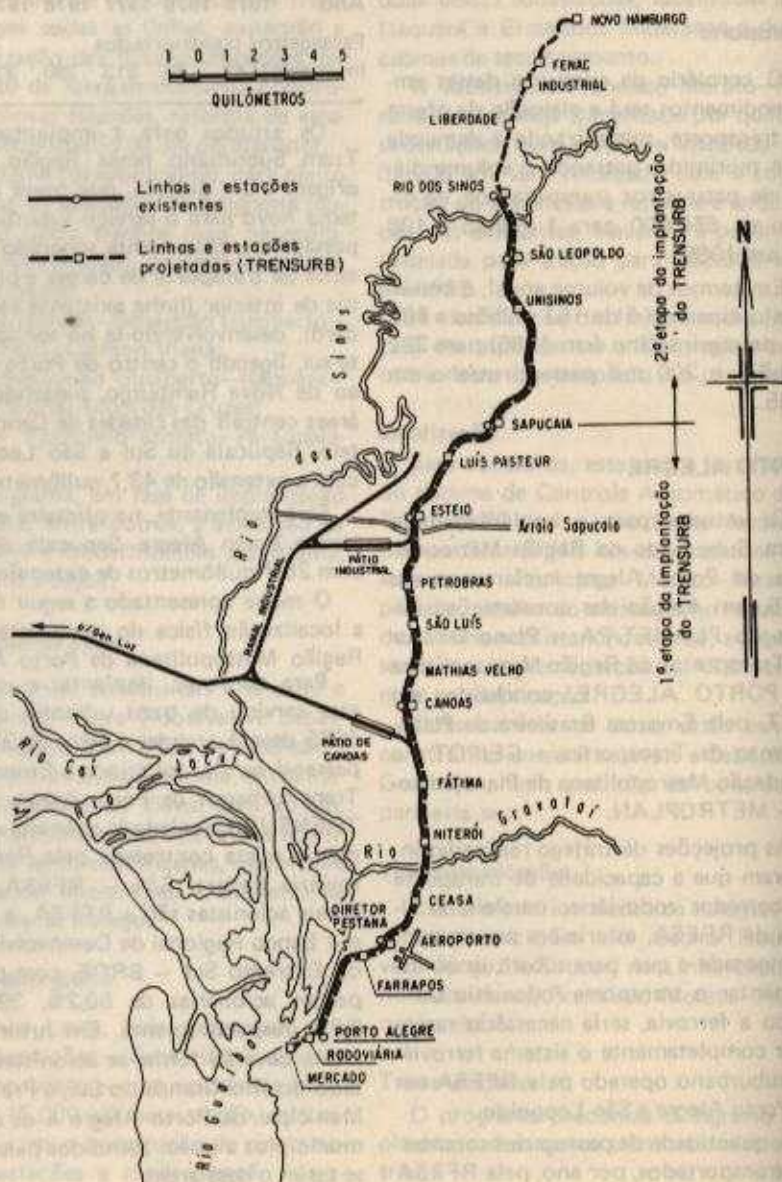 NOVO HAMBURGO
FENAC
INDUSTRIAL
LIBERDADE
RIO DOS SINOS
SÃO LEOPOLDO
UNISINOS
SAPUCAIA
LUÍS PASTEUR
ESTEIO
Arroio Sapucaia
PÁTIO
INDUSTRIAL
PETROBRAS
SÃO LUÍS
MATHIAS VELHO
CANOAS
PÁTIO DE
CANOAS
FÁTIMA
NITERÓI
CEASA
DIRETOR
PESTANA
AEROPORTO
FARRAPOS
PORTO ALEGRE
RODOVIÁRIA
MERCADO
1 0 1 2 3 4 5
QUILÔMETROS
Linhas e estações
existentes
Linhas e estações
projetadas (TRENSURB)
N
2ª etapa da implantação
do TRENSURB
1ª etapa da implantação
do TRENSURB
Rio dos Sinos
RAMAL INDUSTRIAL
p/Gen Luz
Rio Caí
Rio Jacuí
Rio Gravataí
Rio Guaíba